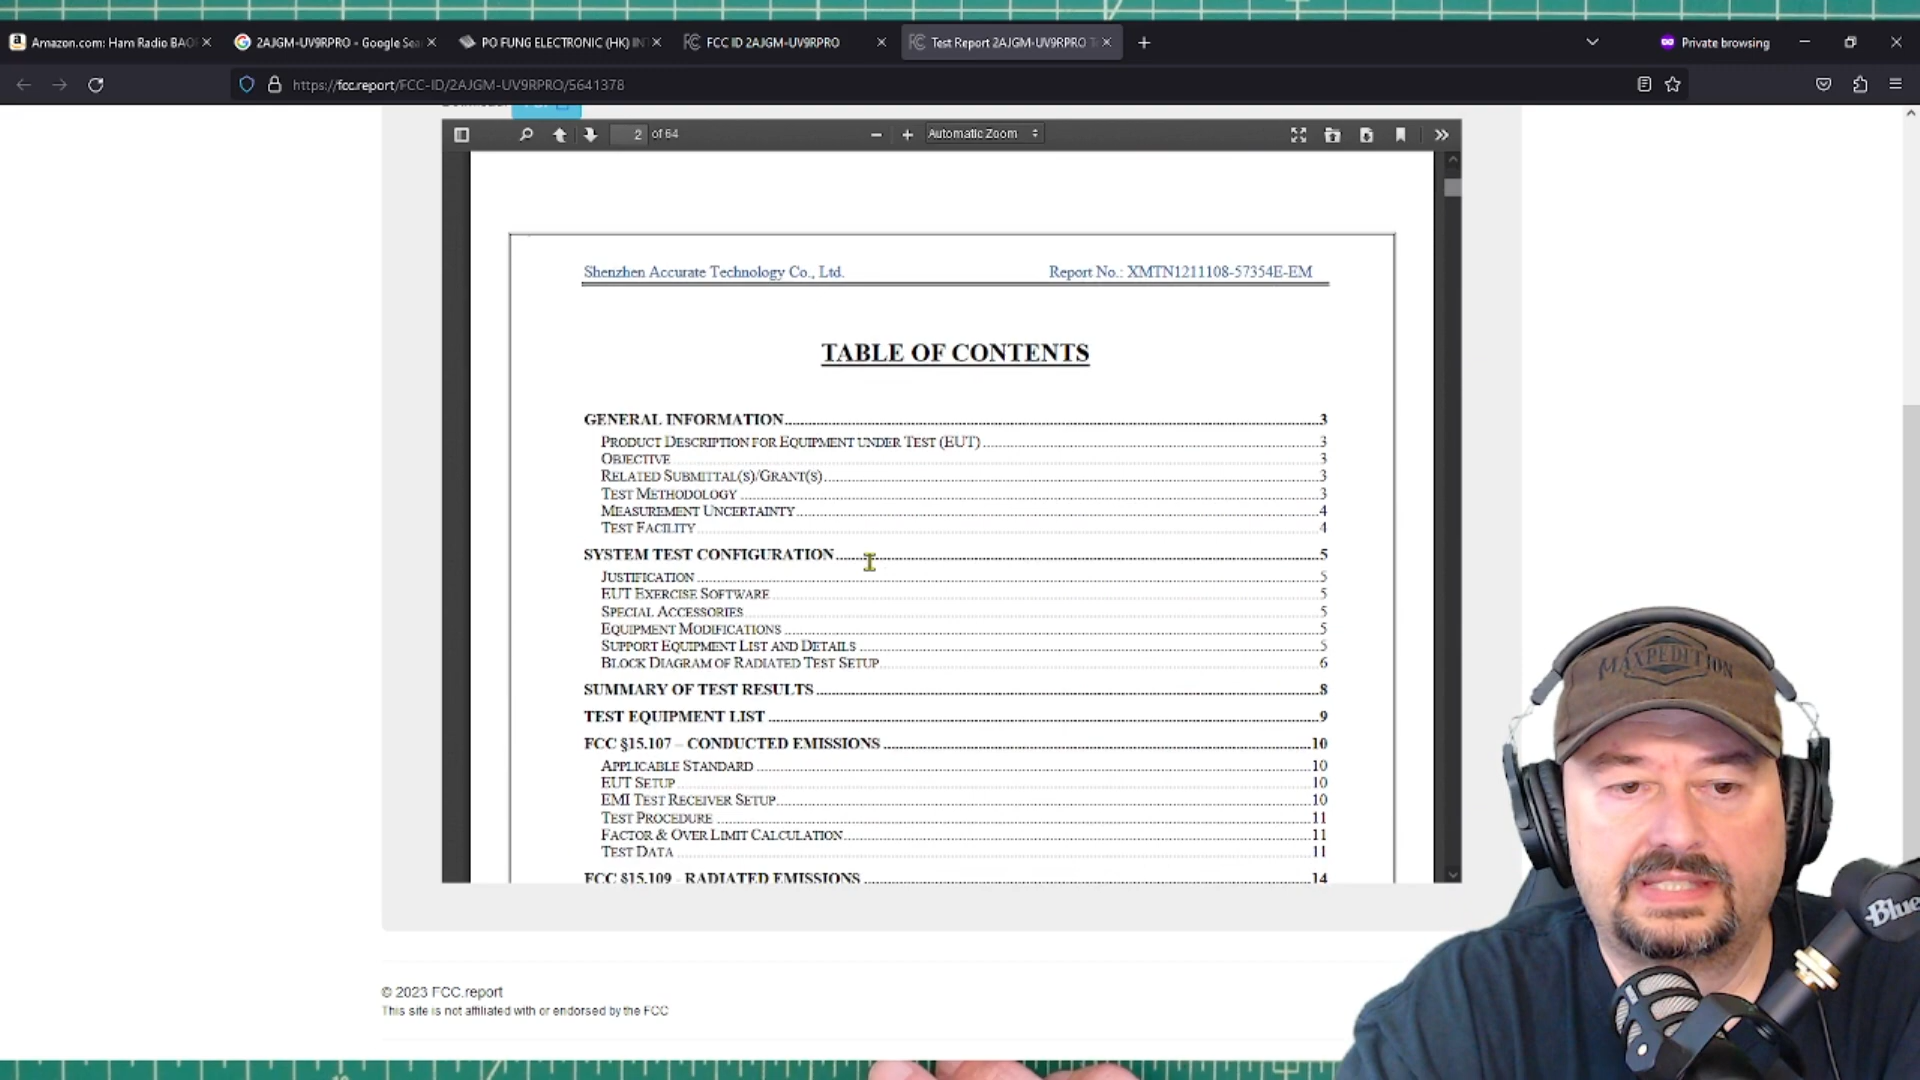 Amazon.com: Ham Radio BAO
2AJGM-UV9RPRO - Google Sea
PO FUNG ELECTRONIC (HK) IN
FCC ID 2AJGM-UV9RPRO
Test Report 2AJGM-UV9RPRO T
Private browsing
https://fcc.report/FCC-ID/2AJGM-UV9RPRO/5641378
2 of 64
Automatic Zoom
Shenzhen Accurate Technology Co., Ltd.
Report No.: XMTN1211108-57354E-EM
TABLE OF CONTENTS
GENERAL INFORMATION 3
PRODUCT DESCRIPTION FOR EQUIPMENT UNDER TEST (EUT) 3
OBJECTIVE 3
RELATED SUBMITTAL(S)/GRANT(S) 3
TEST METHODOLOGY 3
MEASUREMENT UNCERTAINTY 4
TEST FACILITY 4
SYSTEM TEST CONFIGURATION 5
JUSTIFICATION 5
EUT EXERCISE SOFTWARE 5
SPECIAL ACCESSORIES 5
EQUIPMENT MODIFICATIONS 5
SUPPORT EQUIPMENT LIST AND DETAILS 5
BLOCK DIAGRAM OF RADIATED TEST SETUP 6
SUMMARY OF TEST RESULTS 8
TEST EQUIPMENT LIST 9
FCC §15.107 – CONDUCTED EMISSIONS 10
APPLICABLE STANDARD 10
EUT SETUP 10
EMI TEST RECEIVER SETUP 10
TEST PROCEDURE 11
FACTOR & OVER LIMIT CALCULATION 11
TEST DATA 11
FCC §15.109 - RADIATED EMISSIONS 14
© 2023 FCC.report
This site is not affiliated with or endorsed by the FCC
MAXPEDITION
Blue